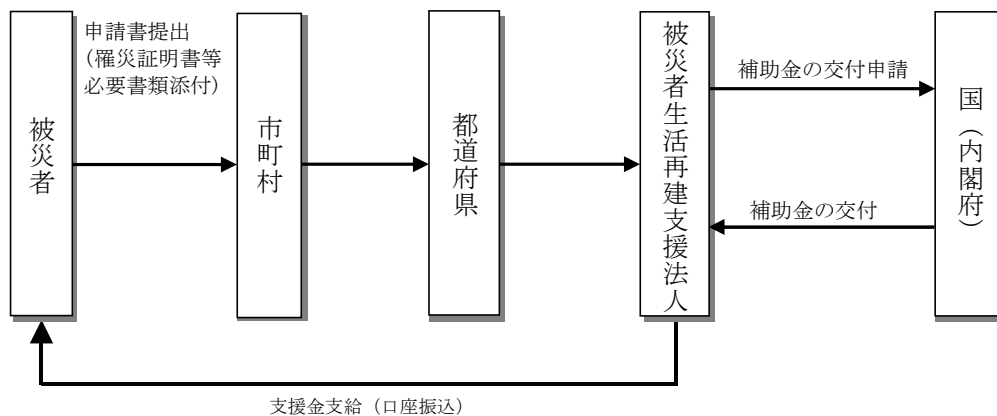 申請書提出
（罹災証明書等
必要書類添付）
被災者
市町村
都道府県
被災者生活再建支援法人
補助金の交付申請
補助金の交付
国（内閣府）
支援金支給（口座振込）